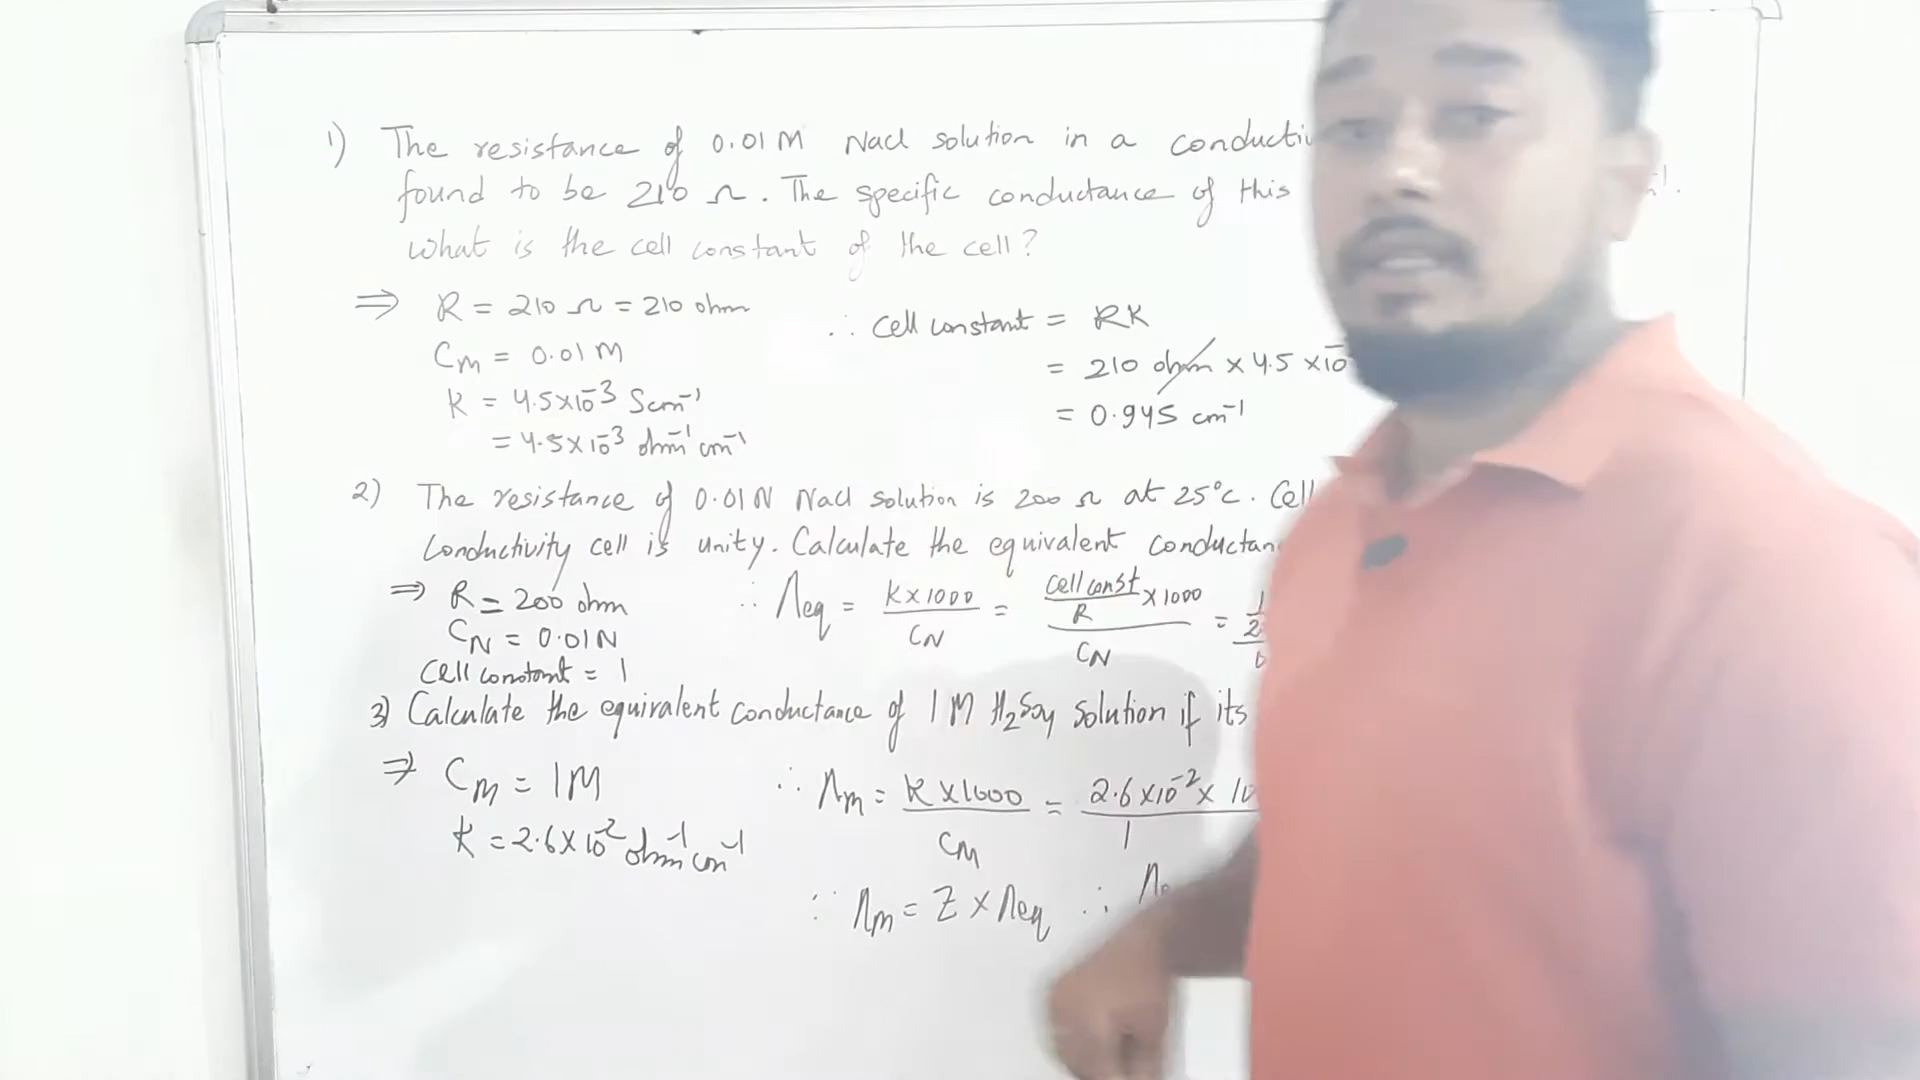 1) The resistance of 0.01 M Nacl solution in a
found to be 210 Ω. The specific conductance of this
what is the cell constant of the cell?
⇒ R = 210 Ω = 210 ohm
∴ Cell constant = RK
Cm = 0.01 M
= 210 ohm × 4.5 × 10⁻
K = 4.5×10⁻³ Scm⁻¹
= 0.945 cm⁻¹
= 4.5×10⁻³ ohm⁻¹ cm⁻¹
2) The resistance of 0.01N Nacl solution is 200 Ω at 25°C. Cell
conductivity cell is unity. Calculate the equivalent
⇒ R = 200 ohm ∴ Λeq = K×1000/CN = (cell const/R × 1000)/CN =
CN = 0.01N
Cell constant = 1
3) Calculate the equivalent conductance of 1 M H₂SO₄ solution if its
⇒ Cm = 1M ∴ Λm = K×1000/CM = 2.6×10⁻² × 10/1
K = 2.6×10⁻² ohm⁻¹ cm⁻¹
∵ Λm = Z × Λeq ∴